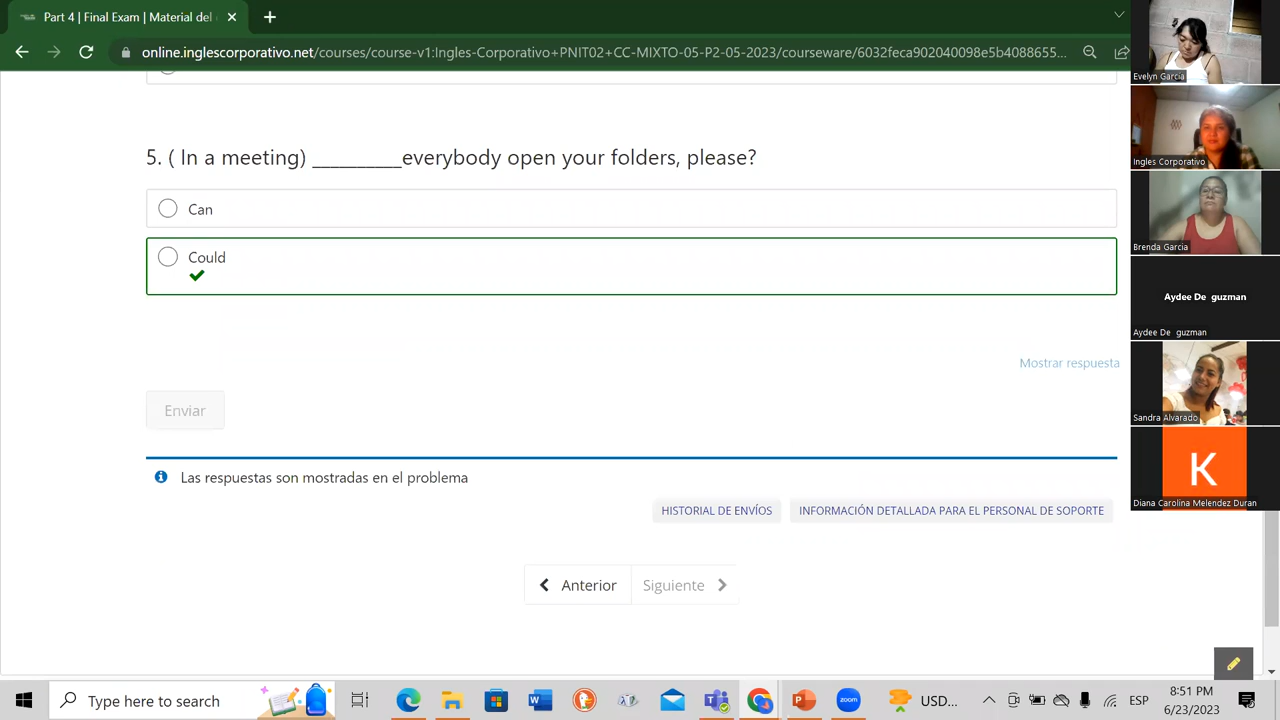 Part 4 | Final Exam | Material del
online.inglescorporativo.net/courses/course-v1:Ingles-Corporativo+PNIT02+CC-MIXTO-05-P2-05-2023/courseware/6032feca902040098e5b4088655...
5. ( In a meeting) __________everybody open your folders, please?
Can
Could
Mostrar respuesta
Enviar
Las respuestas son mostradas en el problema
HISTORIAL DE ENVÍOS
INFORMACIÓN DETALLADA PARA EL PERSONAL DE SOPORTE
Anterior
Siguiente
Evelyn García
Ingles Corporativo
Brenda Garcia
Aydee De guzman
Aydee De guzman
Sandra Alvarado
K
Diana Carolina Melendez Duran
Type here to search
zoom
USD...
ESP
8:51 PM
6/23/2023